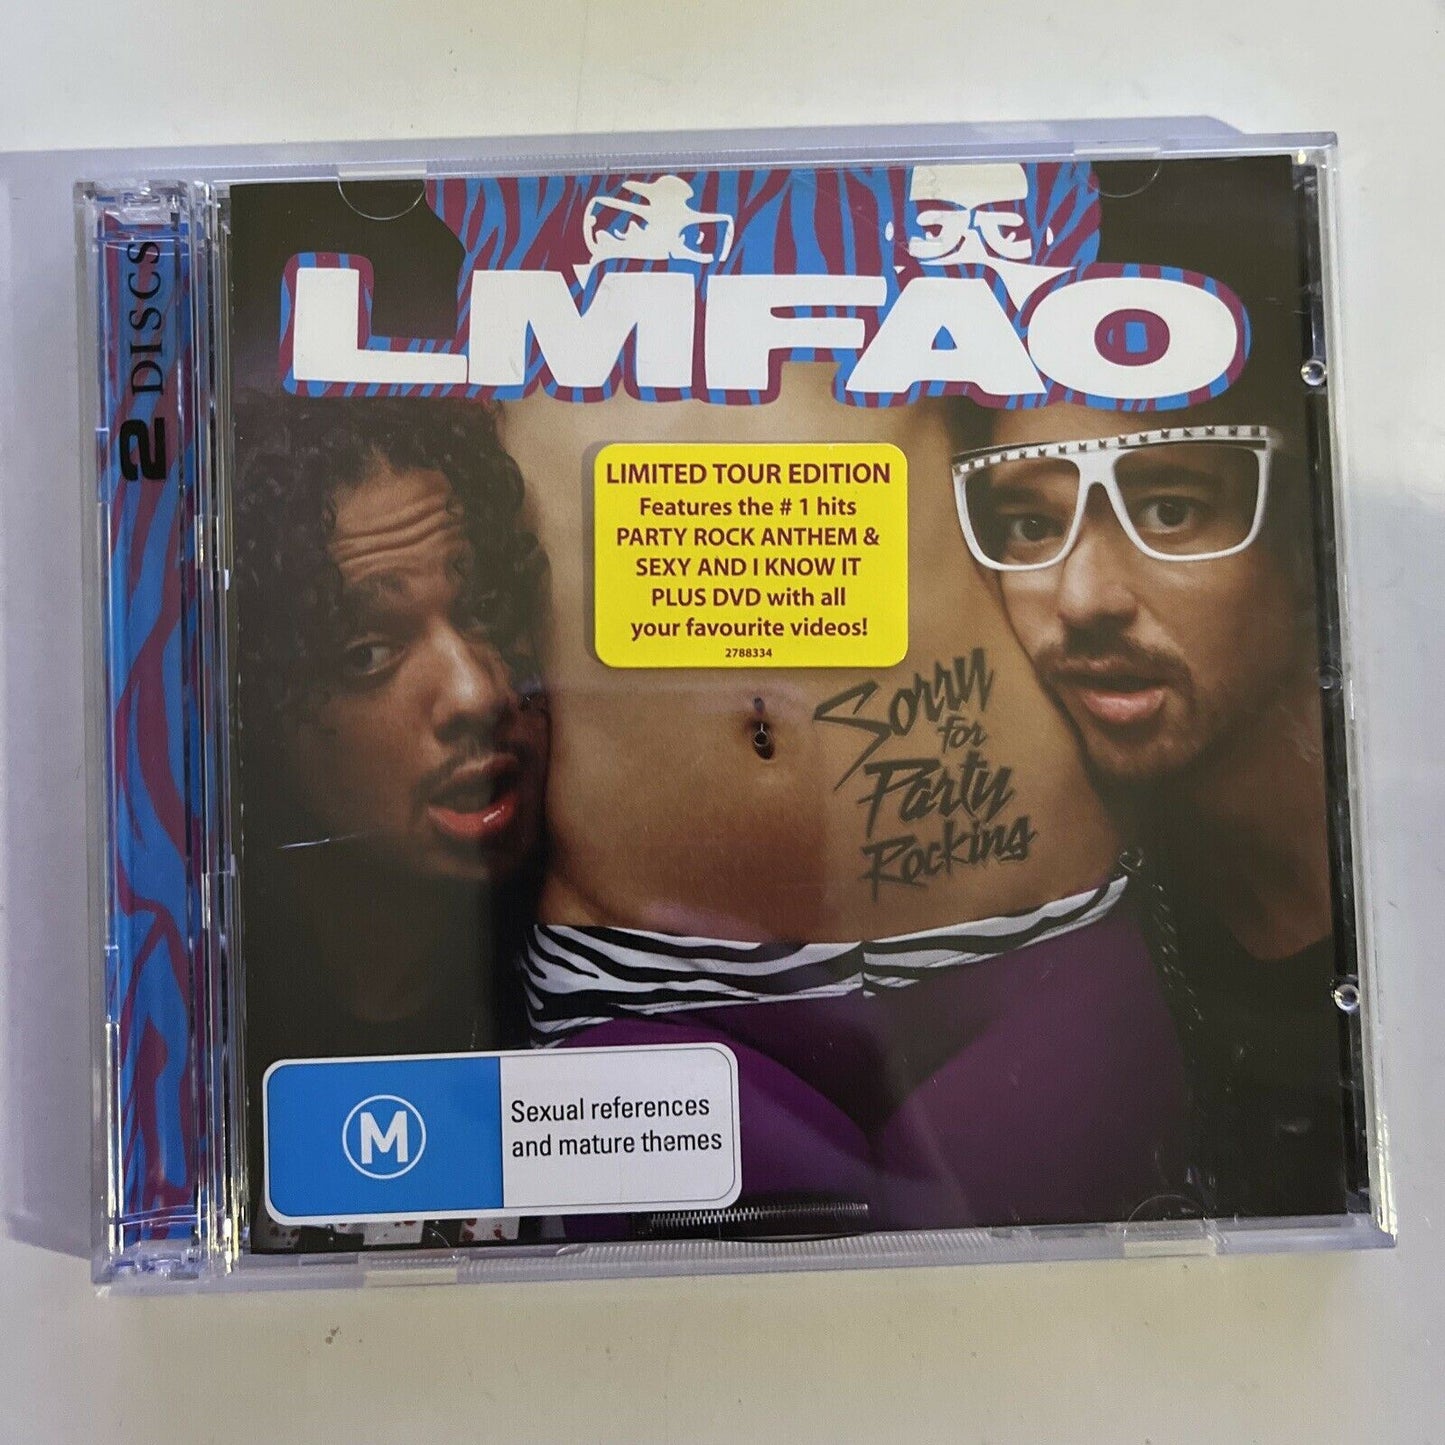 2 DISCS
LMFAO
LIMITED TOUR EDITION
Features the # 1 hits
PARTY ROCK ANTHEM &
SEXY AND I KNOW IT
PLUS DVD with all
your favourite videos!
2788334
Sorry
For
Party
Rocking
M
Sexual references
and mature themes